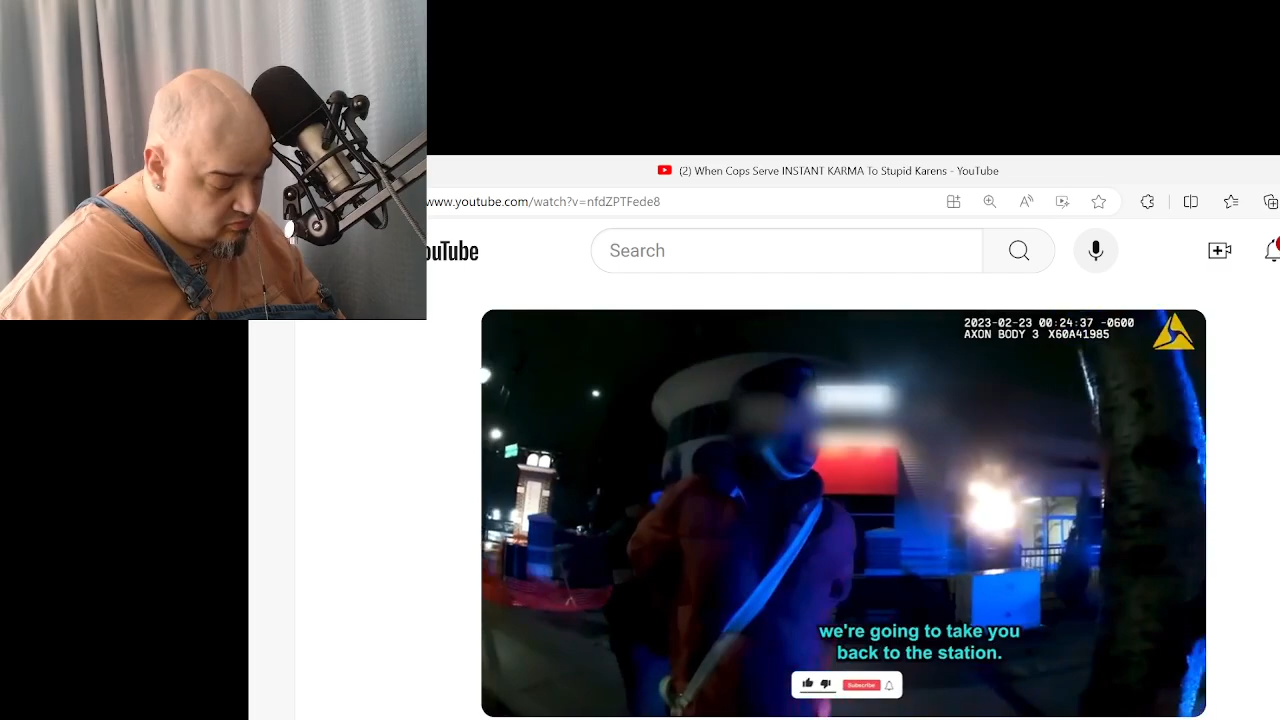 (2) When Cops Serve INSTANT KARMA To Stupid Karens - YouTube
www.youtube.com/watch?v=nfdZPTFede8
ouTube
Search
2023-02-23 00:24:37 -0600
AXON BODY 3 X60A41985
we're going to take you
back to the station.
Subscribe